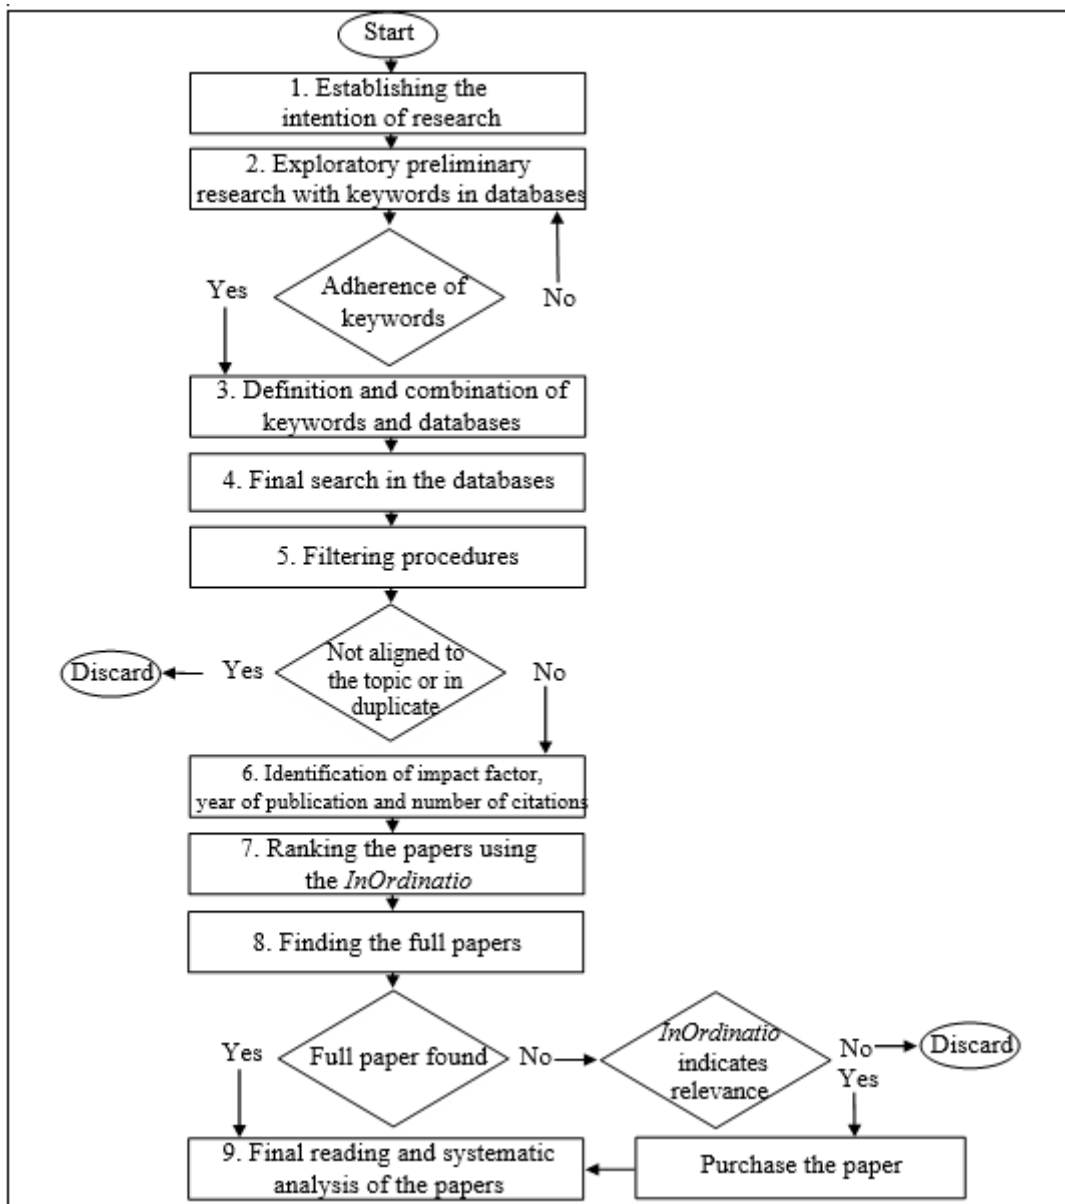 Start
1. Establishing the
intention of research
2. Exploratory preliminary
research with keywords in databases
Yes
Adherence of
keywords
No
3. Definition and combination of
keywords and databases
4. Final search in the databases
5. Filtering procedures
Discard
Yes
Not aligned to
the topic or in
duplicate
No
6. Identification of impact factor,
year of publication and number of citations
7. Ranking the papers using
the InOrdinatio
8. Finding the full papers
Yes
Full paper found
No
InOrdinatio
indicates
relevance
No
Discard
Yes
9. Final reading and systematic
analysis of the papers
Purchase the paper